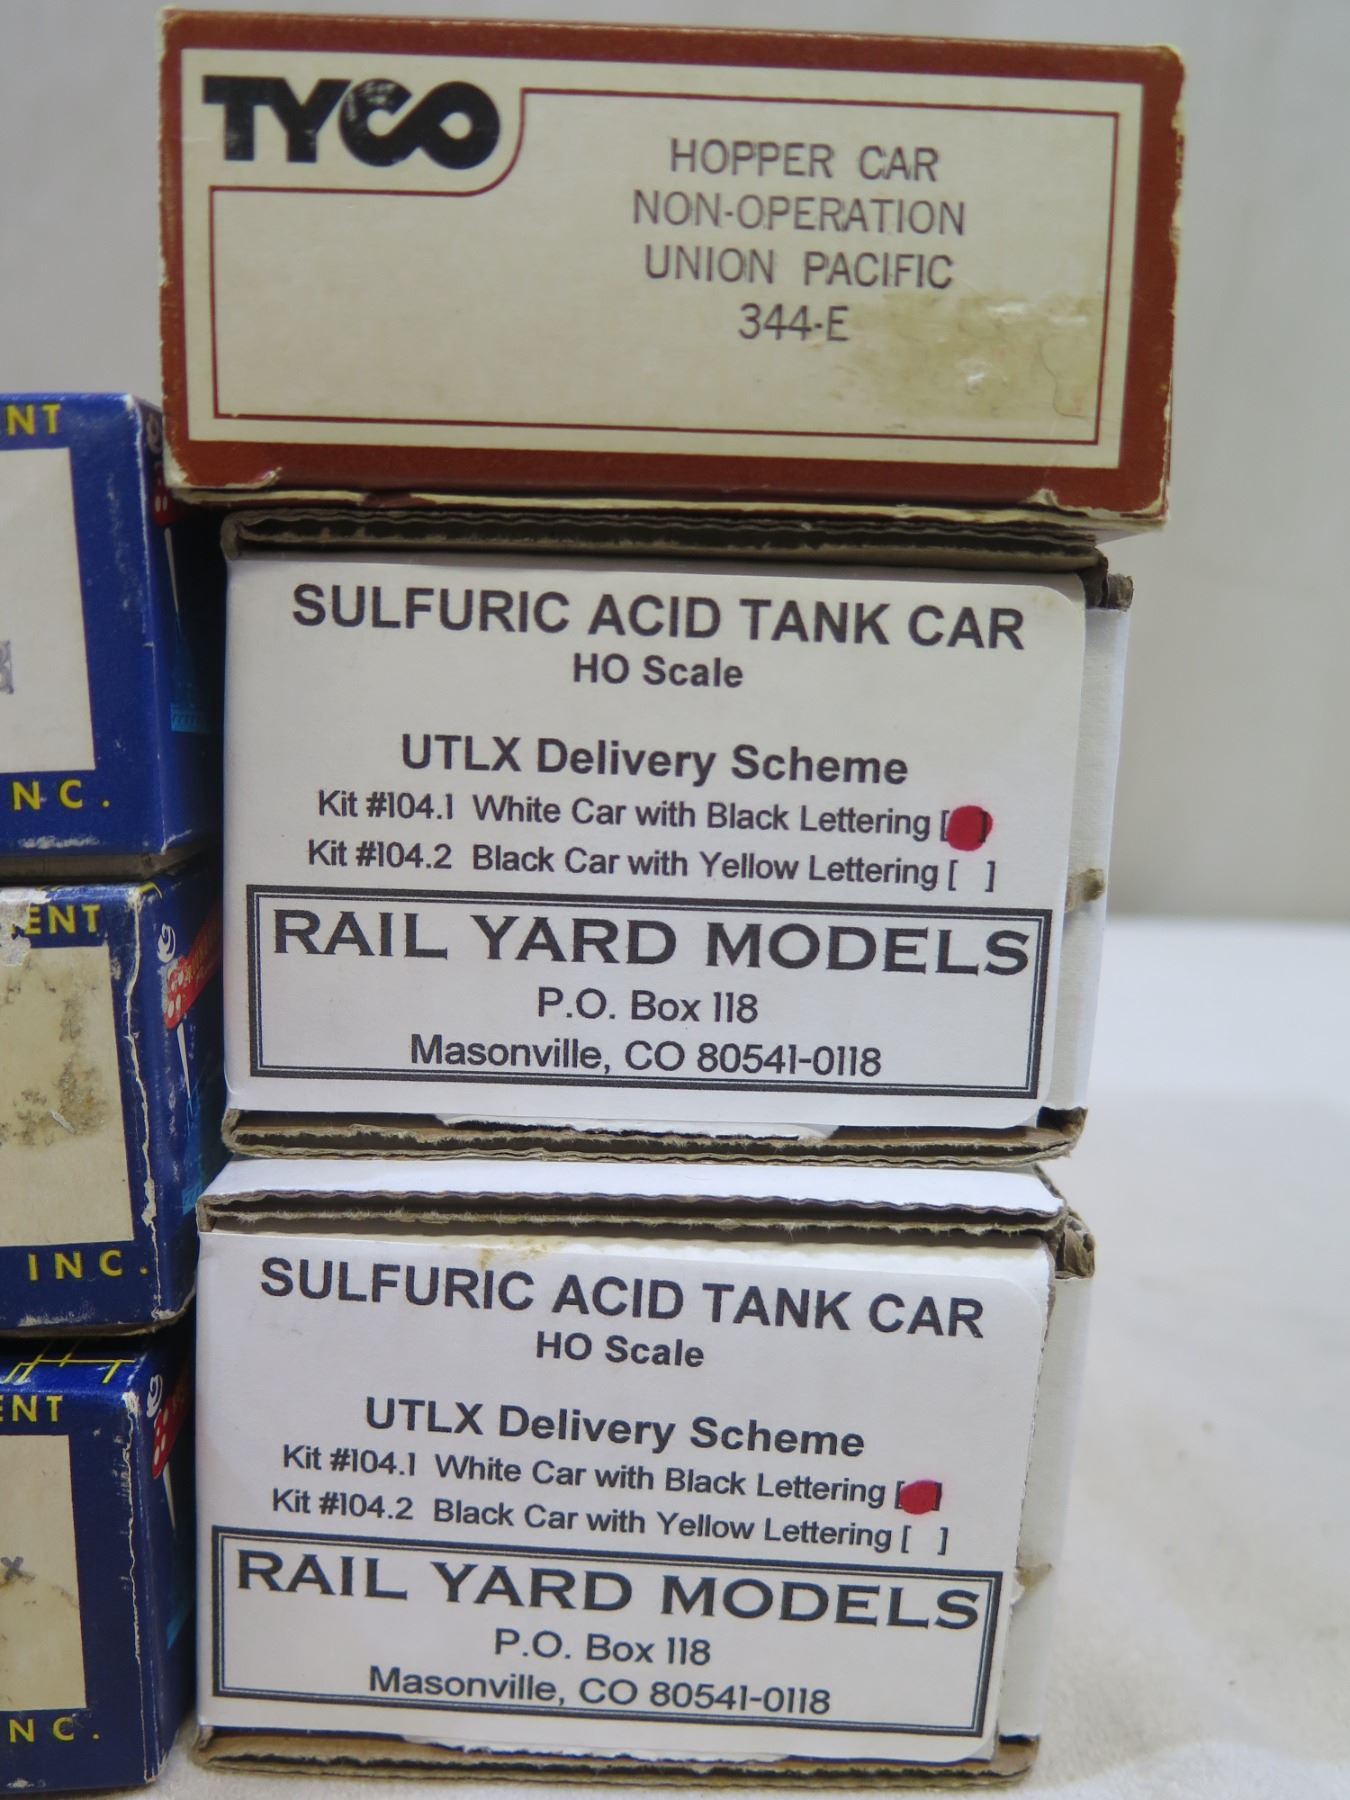 TYCO
HOPPER CAR
NON-OPERATION
UNION PACIFIC
344-E
SULFURIC ACID TANK CAR
HO Scale
UTLX Delivery Scheme
Kit #104.1 White Car with Black Lettering [ ]
Kit #104.2 Black Car with Yellow Lettering [ ]
RAIL YARD MODELS
P.O. Box 118
Masonville, CO 80541-0118
SULFURIC ACID TANK CAR
HO Scale
UTLX Delivery Scheme
Kit #104.1 White Car with Black Lettering [ ]
Kit #104.2 Black Car with Yellow Lettering [ ]
RAIL YARD MODELS
P.O. Box 118
Masonville, CO 80541-0118
NT
NC.
ENT
INC.
ENT
x
NC.